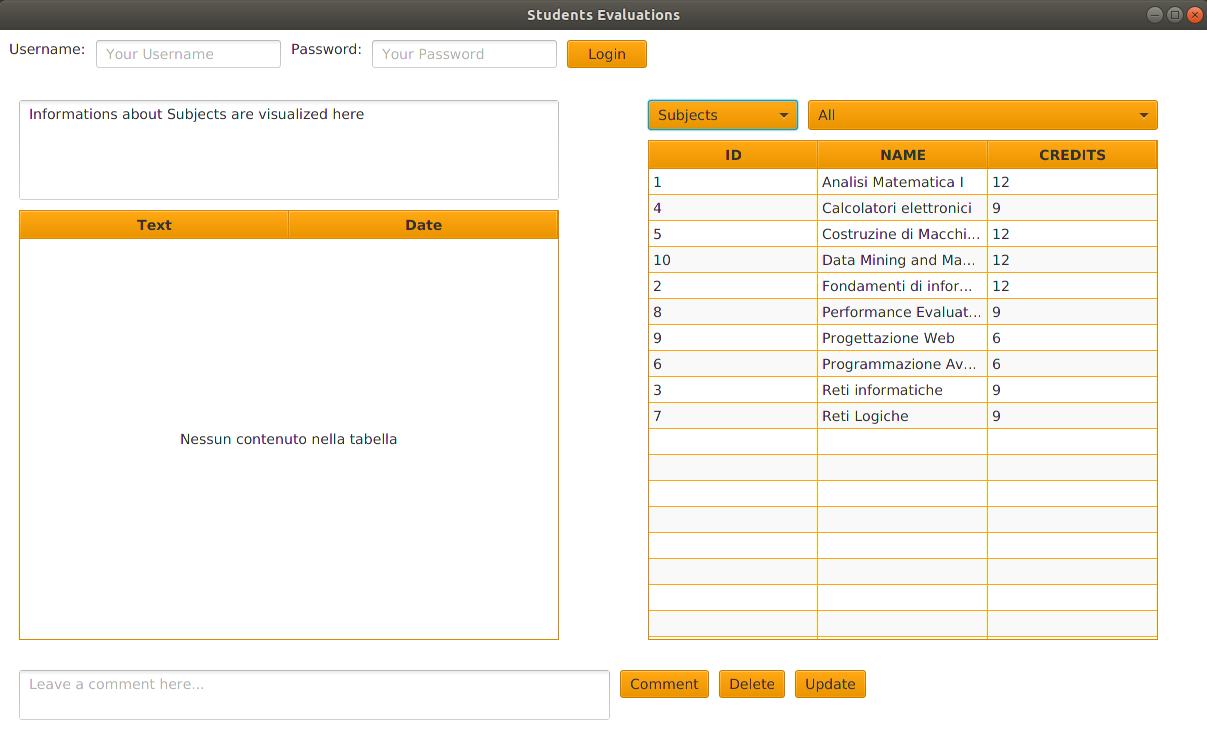 Students Evaluations
Username: Your Username Password: Your Password Login
Informations about Subjects are visualized here
Text Date
Nessun contenuto nella tabella
Subjects All
ID NAME CREDITS
1 Analisi Matematica I 12
4 Calcolatori elettronici 9
5 Costruzine di Macchi... 12
10 Data Mining and Ma... 12
2 Fondamenti di infor... 12
8 Performance Evaluat... 9
9 Progettazione Web 6
6 Programmazione Av... 6
3 Reti informatiche 9
7 Reti Logiche 9
Leave a comment here... Comment Delete Update